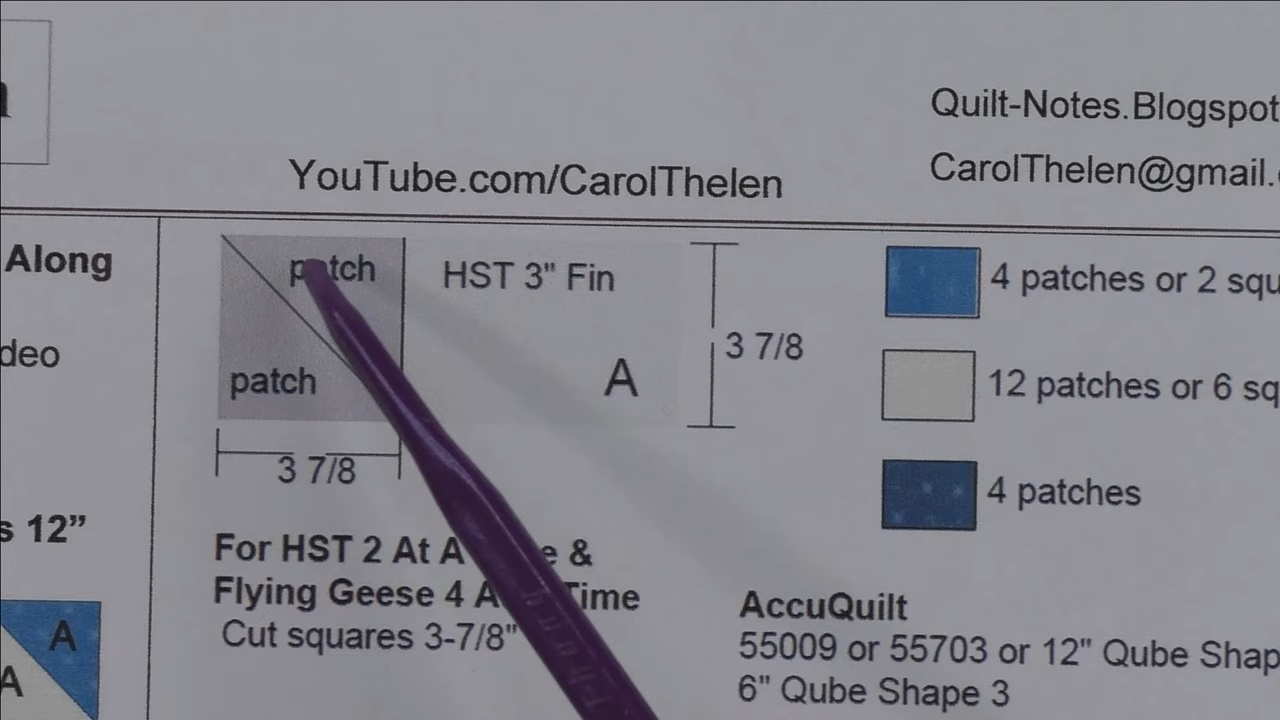 Quilt-Notes.Blogspot
YouTube.com/CarolThelen
CarolThelen@gmail.
Along
patch
HST 3" Fin
4 patches or 2 squ
3 7/8
deo
patch
A
12 patches or 6 sq
3 7/8
4 patches
s 12”
For HST 2 At A &
Flying Geese 4 A Time
Cut squares 3-7/8"
AccuQuilt
55009 or 55703 or 12" Qube Shap
6" Qube Shape 3
A
A